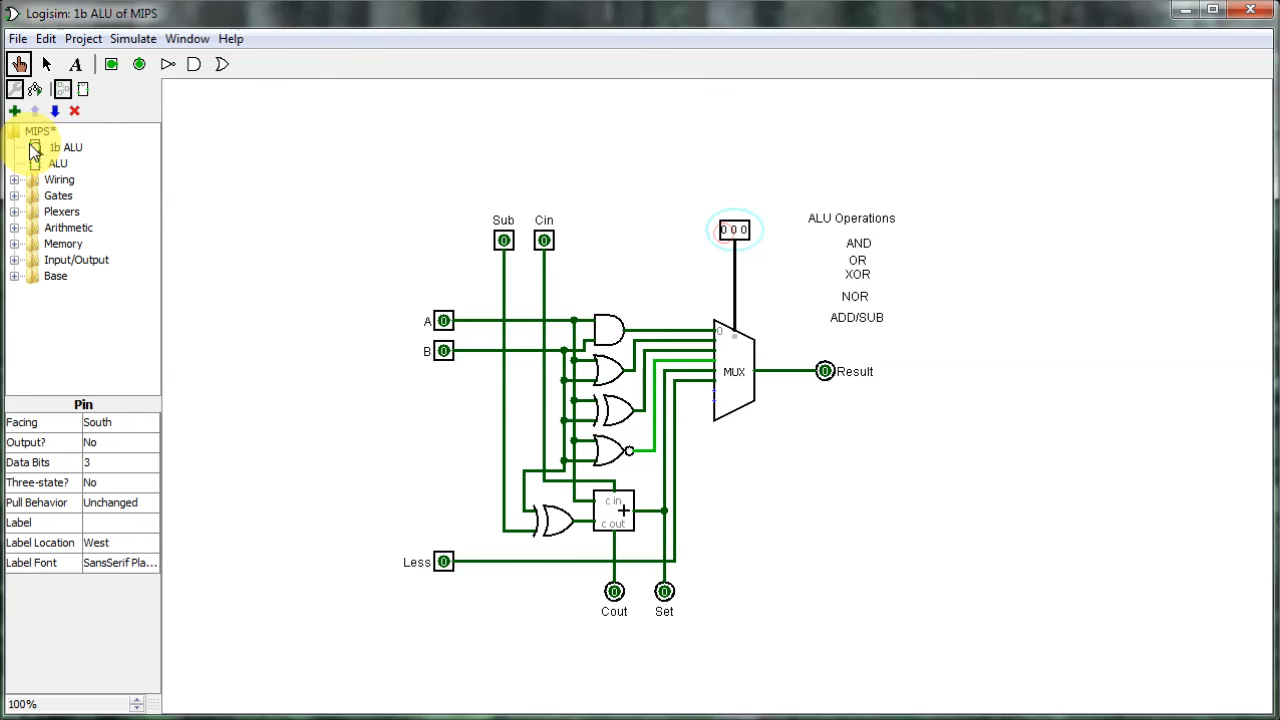 Logisim: 1b ALU of MIPS
File Edit Project Simulate Window Help
A
MIPS*
1b ALU
ALU
Wiring
Gates
Plexers
Arithmetic
Memory
Input/Output
Base
Pin
Facing South
Output? No
Data Bits 3
Three-state? No
Pull Behavior Unchanged
Label
Label Location West
Label Font SansSerif Pla...
100%
Sub Cin
0 0
0 0 0
ALU Operations
AND
OR
XOR
NOR
ADD/SUB
A 0
B 0
0
MUX
0 Result
c in
+
c out
Less 0
0 0
Cout Set